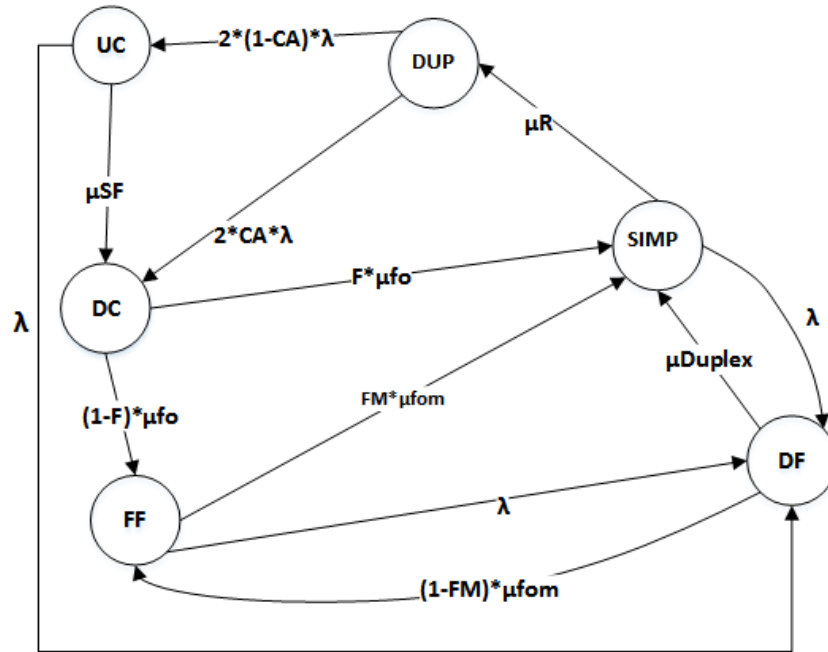 UC
2*(1-CA)*λ
DUP
µR
µSF
2*CA*λ
SIMP
DC
F*µfo
λ
λ
µDuplex
(1-F)*µfo
FM*µfom
DF
FF
λ
(1-FM)*µfom